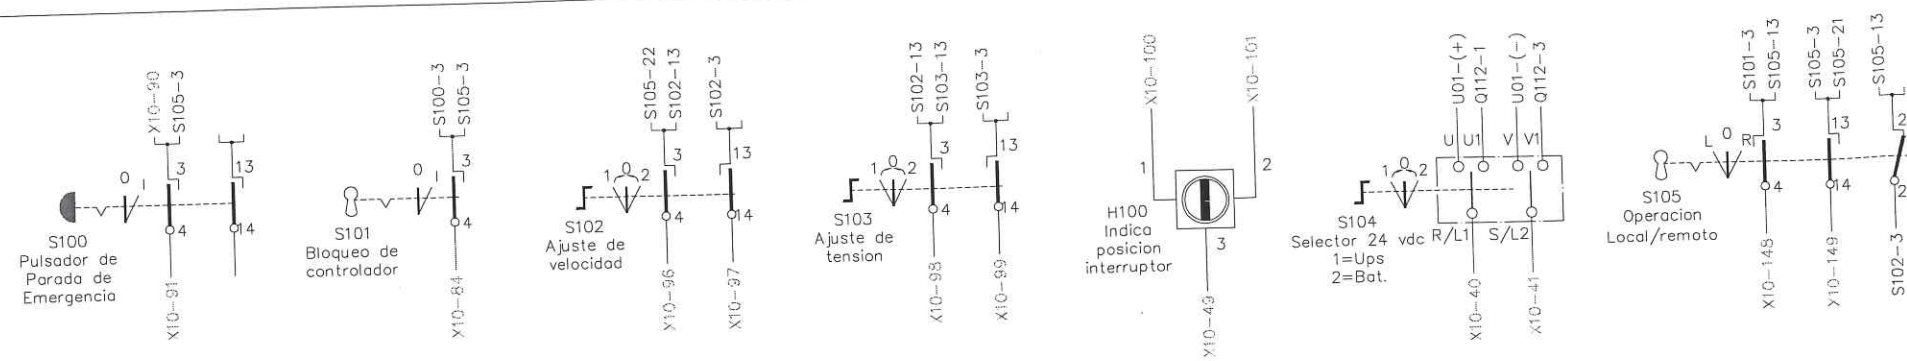 X10-90
S105-3
0
1
3
13
4
14
S100
Pulsador de
Parada de
Emergencia
X10-91
S100-3
S105-3
0
1
3
4
S101
Bloqueo de
controlador
X10-84
S105-22
S102-13
S102-3
1
0
2
3
13
4
14
S102
Ajuste de
velocidad
X10-96
X10-97
S102-13
S103-13
S103-3
1
0
2
3
13
4
14
S103
Ajuste de
tension
X10-98
X10-99
X10-100
X10-101
1
2
3
H100
Indica
posicion
interruptor
X10-49
U01-(+)
Q112-1
U01-(-)
Q112-3
U
U1
V
V1
1
0
2
S104
Selector 24 vdc
1=Ups
2=Bat.
R/L1
S/L2
X10-40
X10-41
S101-3
S105-13
S105-3
S105-21
S105-13
L
0
R
3
13
2
4
14
2
S105
Operacion
Local/remoto
X10-148
X10-149
S102-3